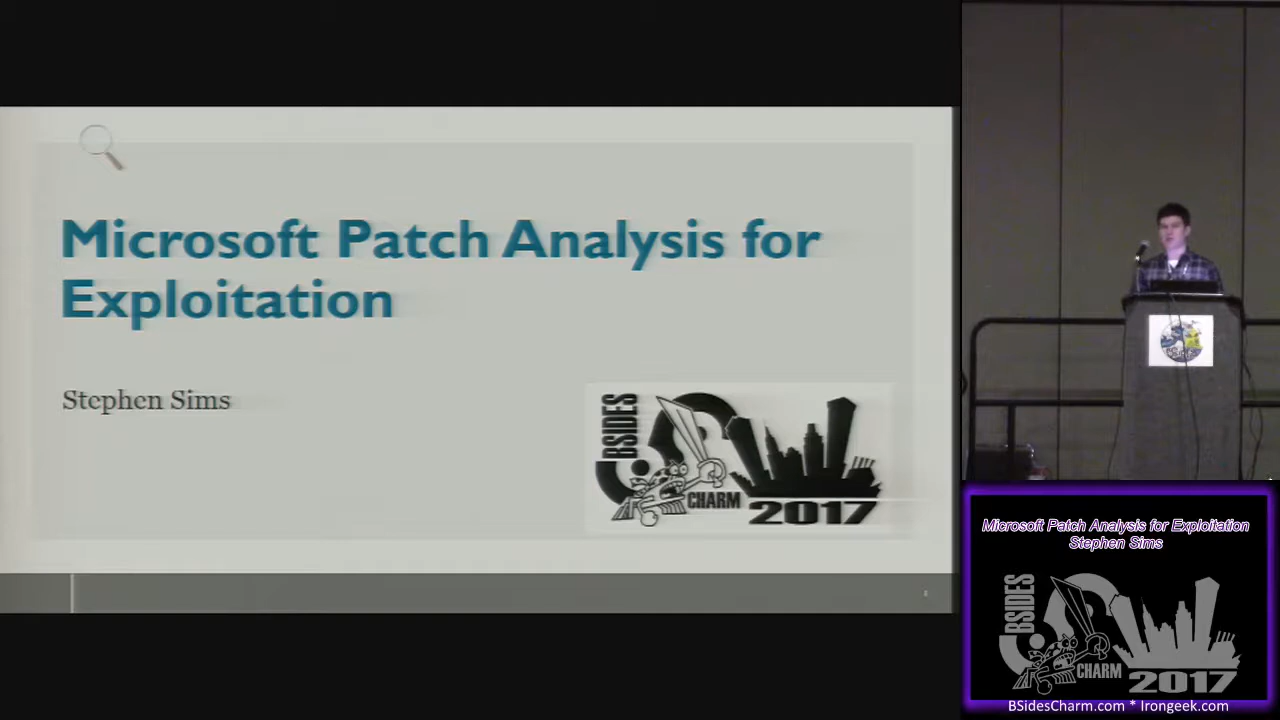 Microsoft Patch Analysis for
Exploitation
Stephen Sims
BSIDES
CHARM
2017
Microsoft Patch Analysis for Exploitation
Stephen Sims
BSIDES
CHARM
2017
BSidesCharm.com * Irongeek.com